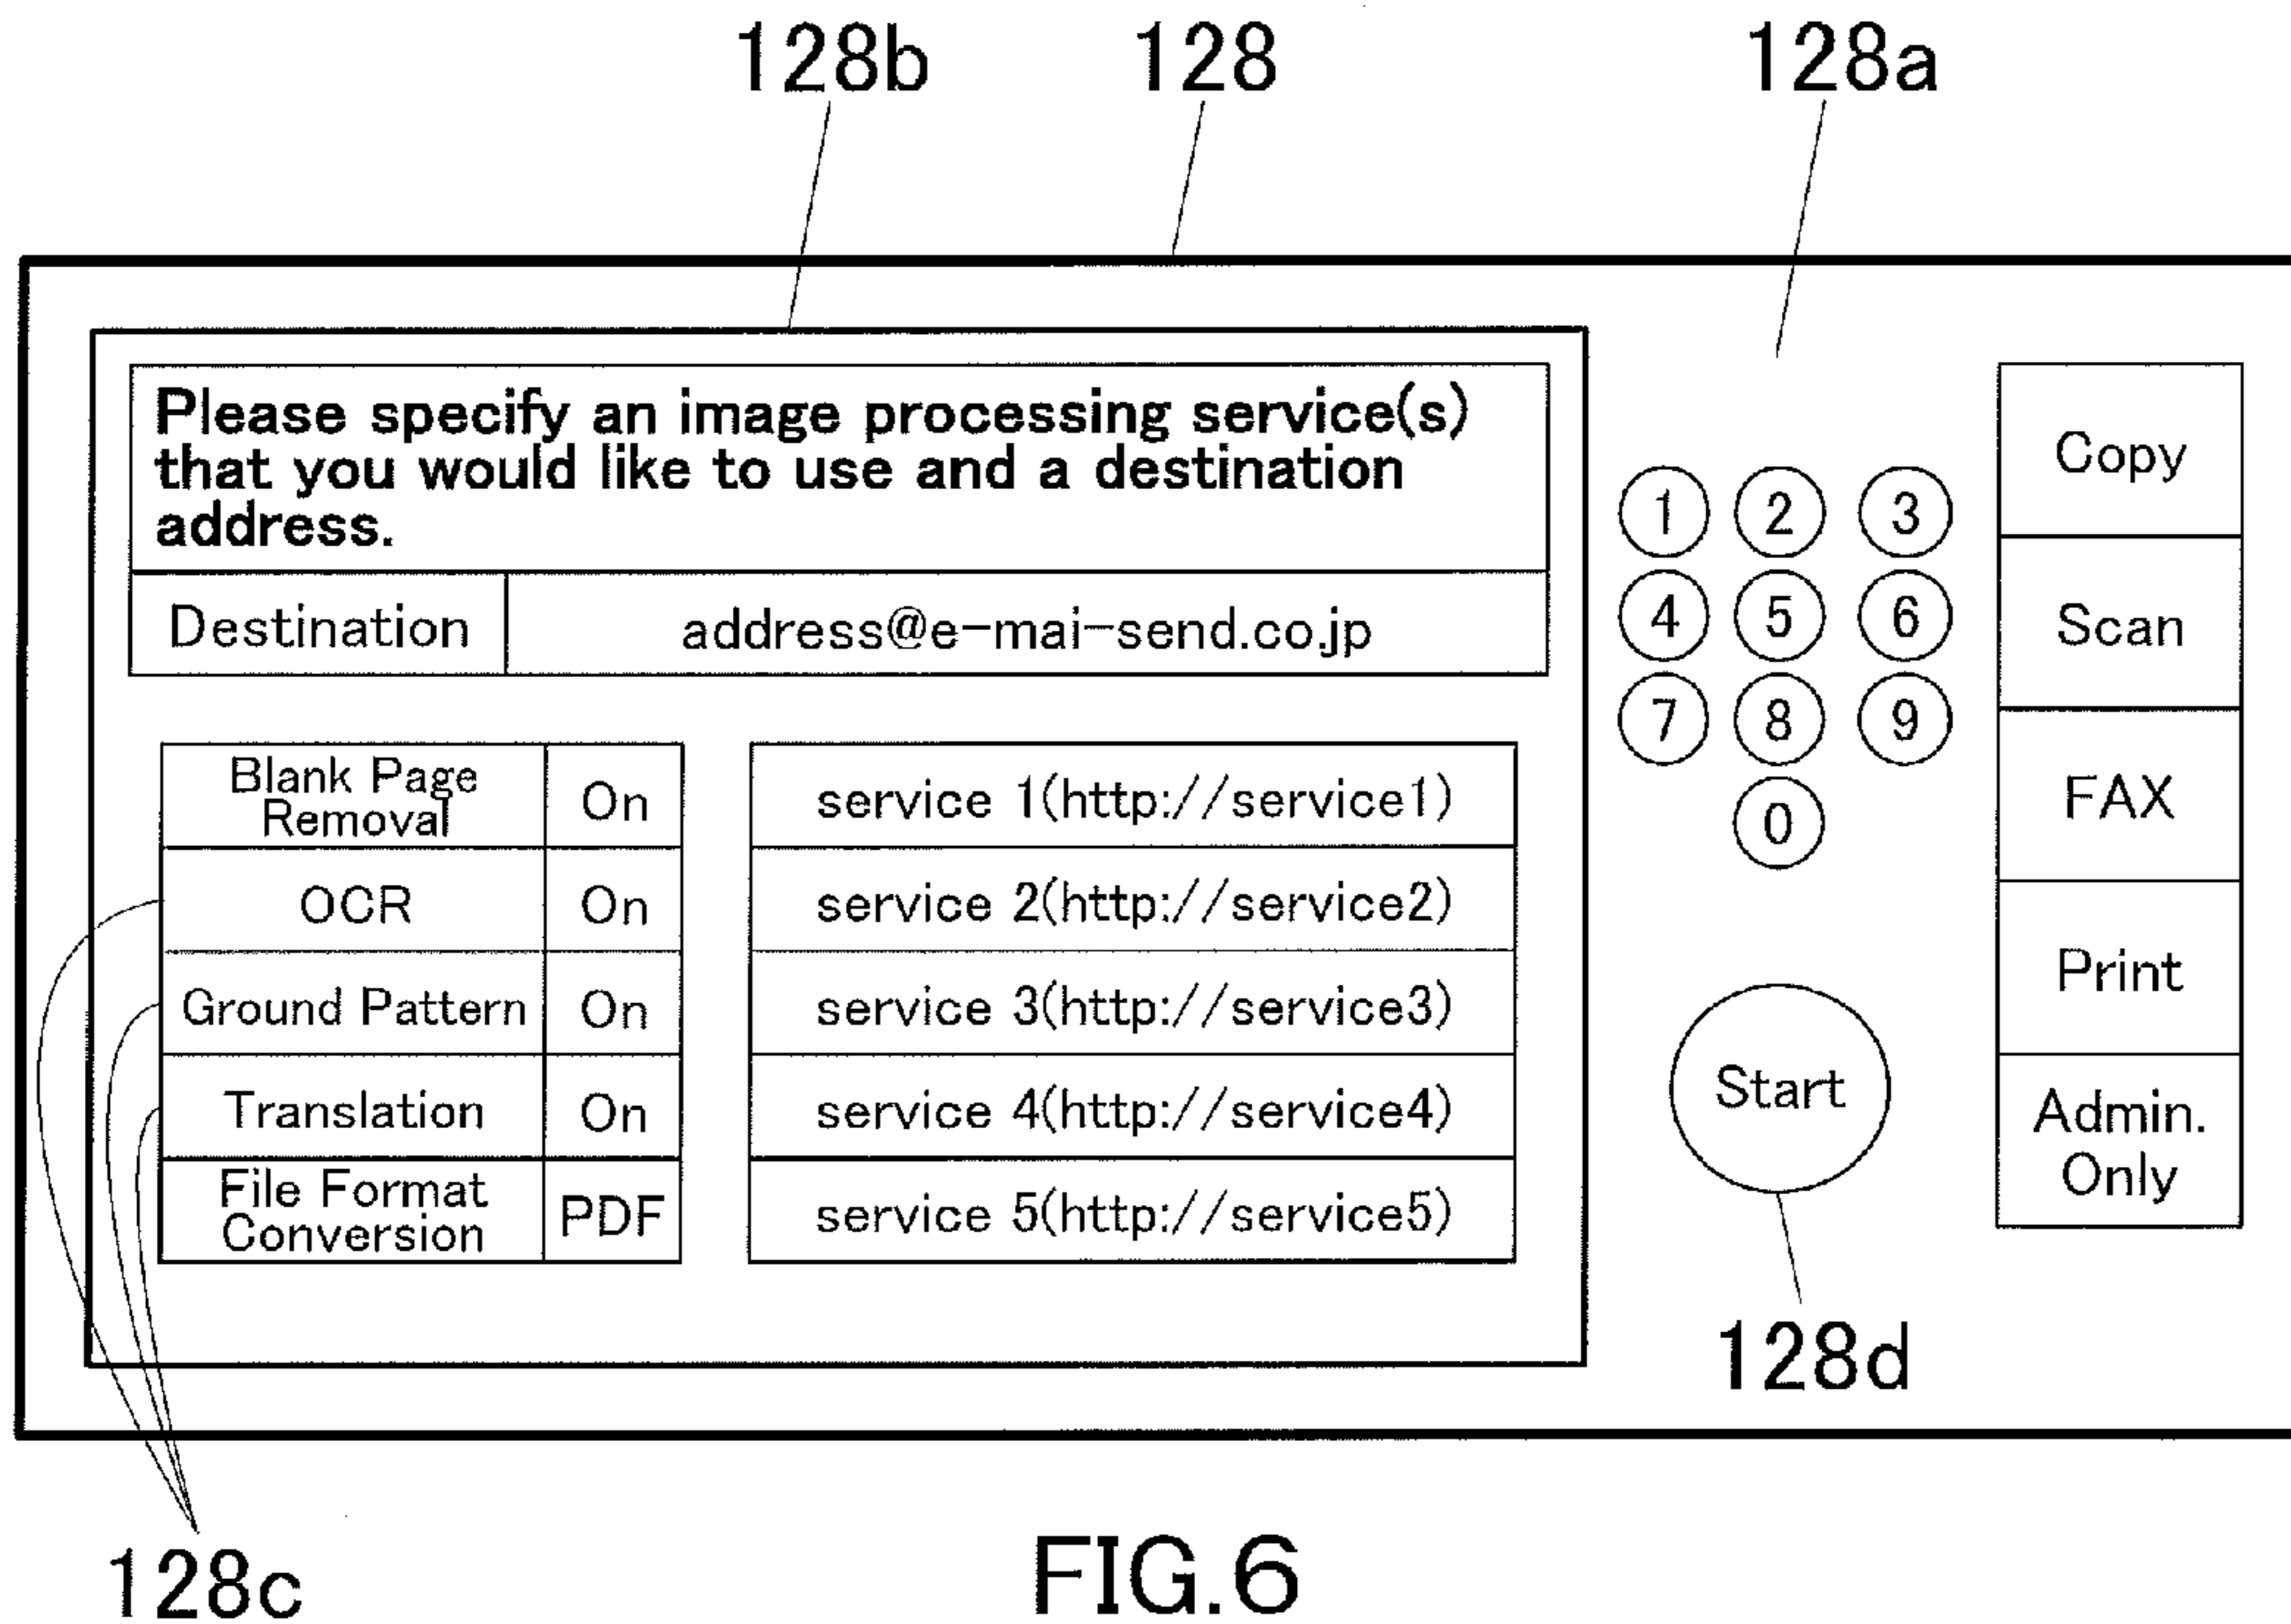 128b 128 128a
Please specify an image processing service(s)
that you would like to use and a destination
address.
Destination address@e-mai-send.co.jp
Blank Page
Removal On service 1(http://service1)
OCR On service 2(http://service2)
Ground Pattern On service 3(http://service3)
Translation On service 4(http://service4)
File Format
Conversion PDF service 5(http://service5)
1 2 3
4 5 6
7 8 9
0
Start
Copy
Scan
FAX
Print
Admin.
Only
128d
128c
FIG.6